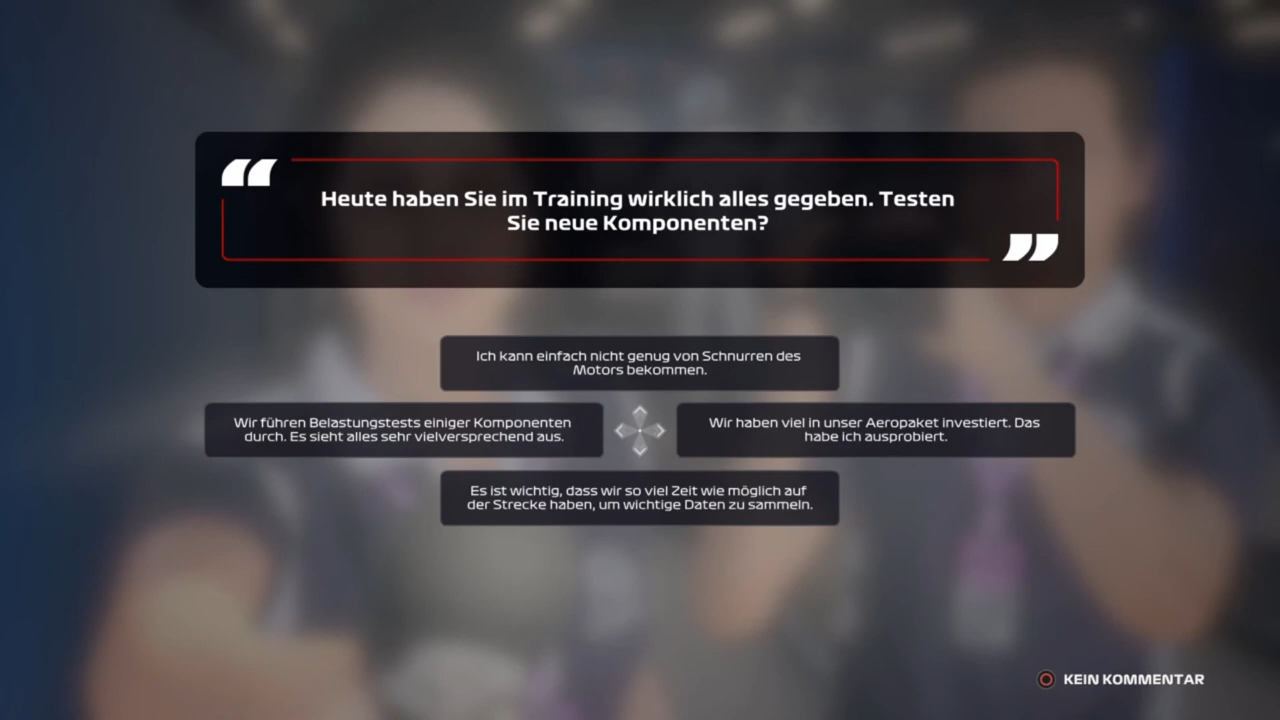 Heute haben Sie im Training wirklich alles gegeben. Testen
Sie neue Komponenten?
Ich kann einfach nicht genug von Schnurren des
Motors bekommen.
Wir führen Belastungstests einiger Komponenten
durch. Es sieht alles sehr vielversprechend aus.
Wir haben viel in unser Aeropaket investiert. Das
habe ich ausprobiert.
Es ist wichtig, dass wir so viel Zeit wie möglich auf
der Strecke haben, um wichtige Daten zu sammeln.
KEIN KOMMENTAR